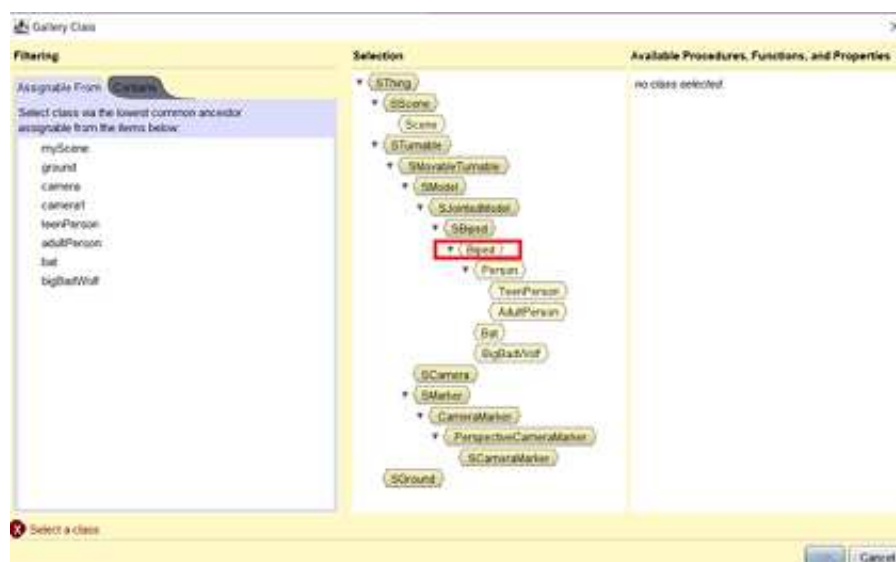 Gallery Class
Filtering
Assignable From Contains
Select class via the lowest common ancestor
assignable from the items below:
myScene
ground
camera
camera1
teenPerson
adultPerson
bat
bigBadWolf
Selection
SThing
SScene
Scene
STurnable
SMovableTurnable
SModel
SJointedModel
SBiped
Biped
Person
TeenPerson
AdultPerson
Bat
BigBadWolf
SCamera
SMarker
CameraMarker
PerspectiveCameraMarker
SCameraMarker
SGround
Available Procedures, Functions, and Properties
no class selected
Select a class
Cancel